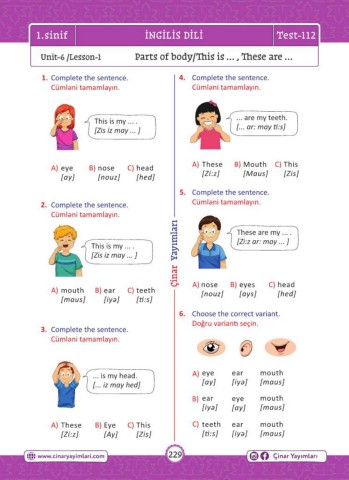 1.sinif
İNGİLİS DİLİ
Test-112
Unit-6 /Lesson-1
Parts of body/This is ... , These are ...
1. Complete the sentence.
Cümləni tamamlayın.
This is my ... .
[Zis iz may ... ]
A) eye B) nose C) head
[ay] [nouz] [hed]
2. Complete the sentence.
Cümləni tamamlayın.
This is my ... .
[Zis iz may ... ]
A) mouth B) ear C) teeth
[maus] [iyə] [ti:s]
3. Complete the sentence.
Cümləni tamamlayın.
... is my head.
[... iz may hed]
A) These B) Eye C) This
[Zi:z] [Ay] [Zis]
4. Complete the sentence.
Cümləni tamamlayın.
... are my teeth.
[... ar: may ti:s]
A) These B) Mouth C) This
[Zi:z] [Maus] [Zis]
5. Complete the sentence.
Cümləni tamamlayın.
These are my ... .
[Zi:z ar: may ... ]
A) nose B) eyes C) head
[nouz] [ays] [hed]
6. Choose the correct variant.
Doğru variantı seçin.
A) eye ear mouth
[ay] [iyə] [maus]
B) ear eye mouth
[iyə] [ay] [maus]
C) teeth ear mouth
[ti:s] [iyə] [maus]
Çinar Yayımları
www.cinaryayimlari.com
229
Çinar Yayımları